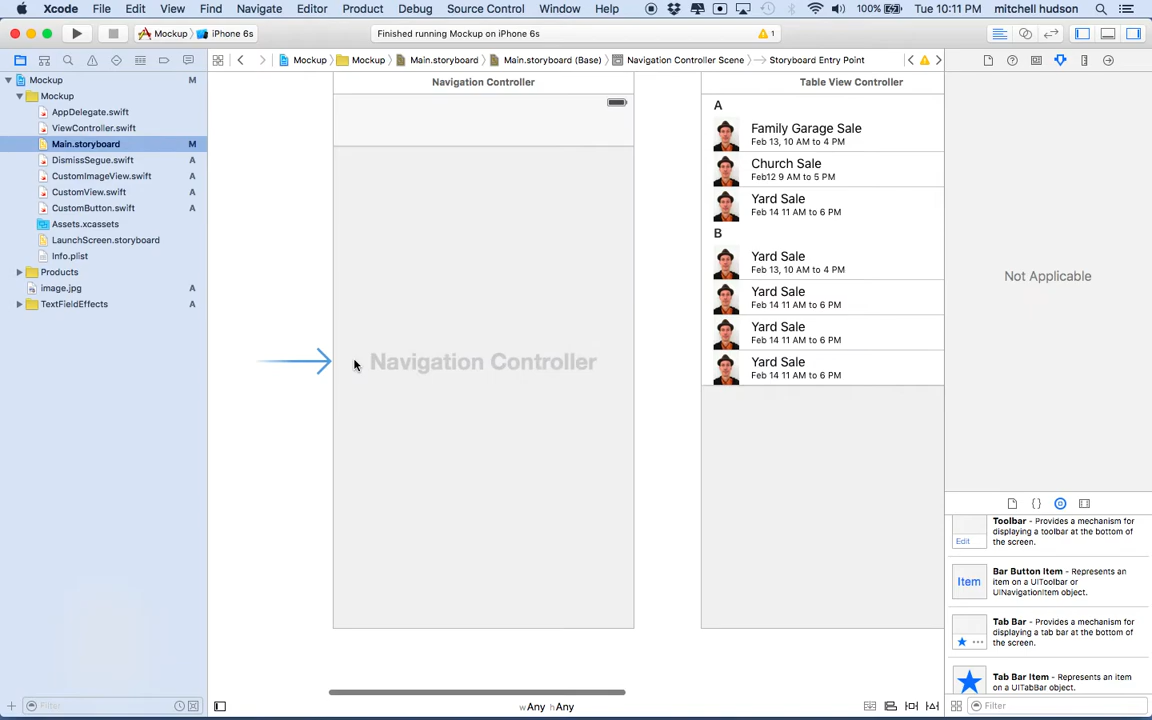 Xcode File Edit View Find Navigate Editor Product Debug Source Control Window Help 100% Tue 10:11 PM mitchell hudson
Mockup iPhone 6s Finished running Mockup on iPhone 6s 1
Mockup Mockup Main.storyboard Main.storyboard (Base) Navigation Controller Scene Storyboard Entry Point
Mockup M
Mockup
AppDelegate.swift
ViewController.swift
Main.storyboard M
DismissSegue.swift A
CustomImageView.swift A
CustomView.swift A
CustomButton.swift A
Assets.xcassets
LaunchScreen.storyboard
Info.plist
Products
image.jpg A
TextFieldEffects A
Filter
Navigation Controller
Navigation Controller
Table View Controller
A
Family Garage Sale
Feb 13, 10 AM to 4 PM
Church Sale
Feb12 9 AM to 5 PM
Yard Sale
Feb 14 11 AM to 6 PM
B
Yard Sale
Feb 13, 10 AM to 4 PM
Yard Sale
Feb 14 11 AM to 6 PM
Yard Sale
Feb 14 11 AM to 6 PM
Yard Sale
Feb 14 11 AM to 6 PM
wAny hAny
Not Applicable
Edit
Toolbar - Provides a mechanism for
displaying a toolbar at the bottom of
the screen.
Item
Bar Button Item - Represents an
item on a UIToolbar or
UINavigationItem object.
Tab Bar - Provides a mechanism for
displaying a tab bar at the bottom of
the screen.
Tab Bar Item - Represents an item
on a UITabBar object.
Filter